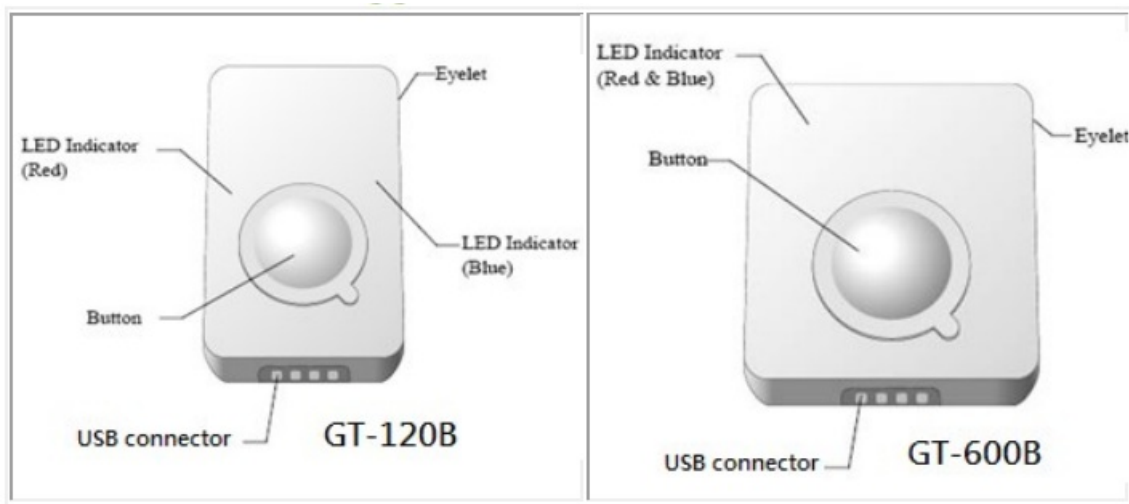 Eyelet
LED Indicator
(Red)
LED Indicator
(Blue)
Button
USB connector
GT-120B
LED Indicator
(Red & Blue)
Eyelet
Button
USB connector
GT-600B